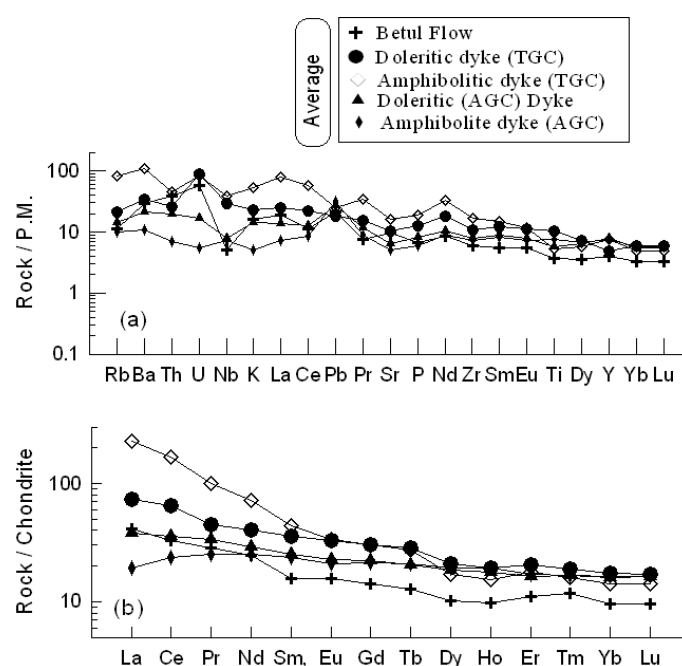 Average
Betul Flow
Doleritic dyke (TGC)
Amphibolitic dyke (TGC)
Doleritic (AGC) Dyke
Amphibolite dyke (AGC)
Rock / P.M.
100
10
1
0.1
(a)
Rb Ba Th U Nb K La Ce Pb Pr Sr P Nd Zr Sm Eu Ti Dy Y Yb Lu
Rock / Chondrite
100
10
(b)
La Ce Pr Nd Sm, Eu Gd Tb Dy Ho Er Tm Yb Lu